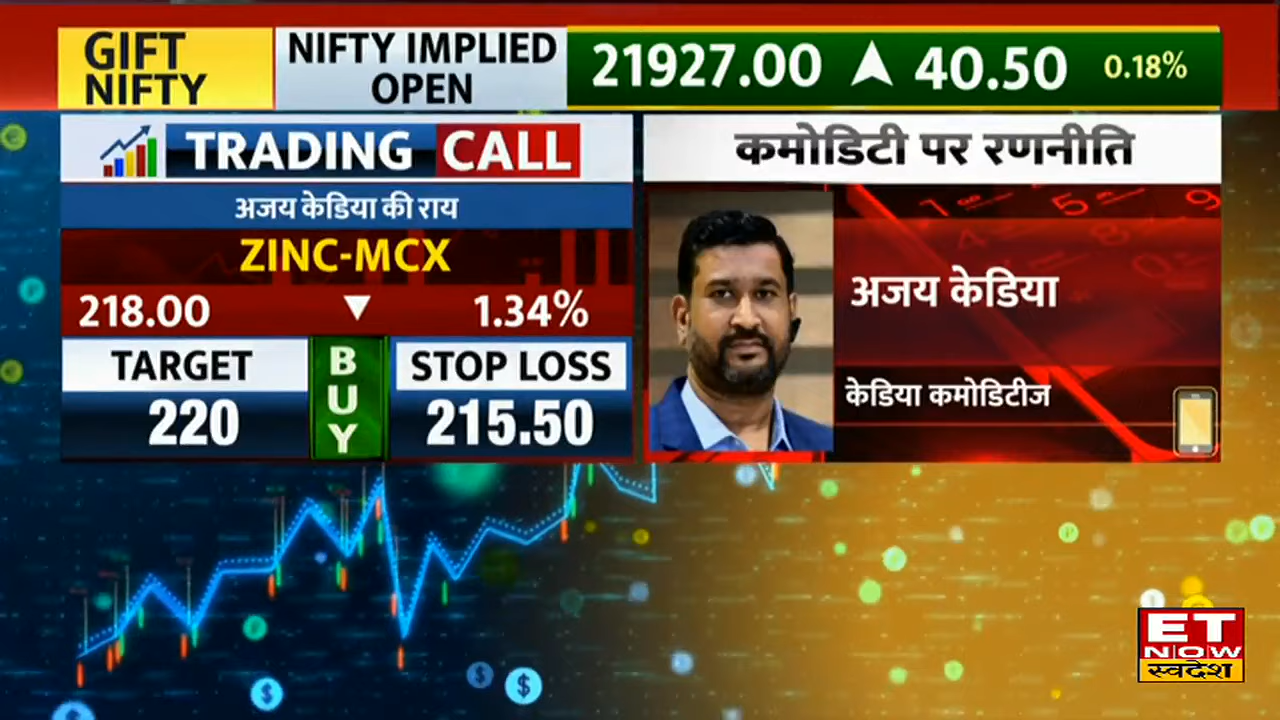 GIFT
NIFTY
NIFTY IMPLIED
OPEN
21927.00 ▲ 40.50 0.18%
TRADING CALL
अजय केडिया की राय
ZINC-MCX
218.00 ▼ 1.34%
TARGET
220
BUY
STOP LOSS
215.50
कमोडिटी पर रणनीति
अजय केडिया
केडिया कमोडिटीज
ET
NOW
स्वदेश